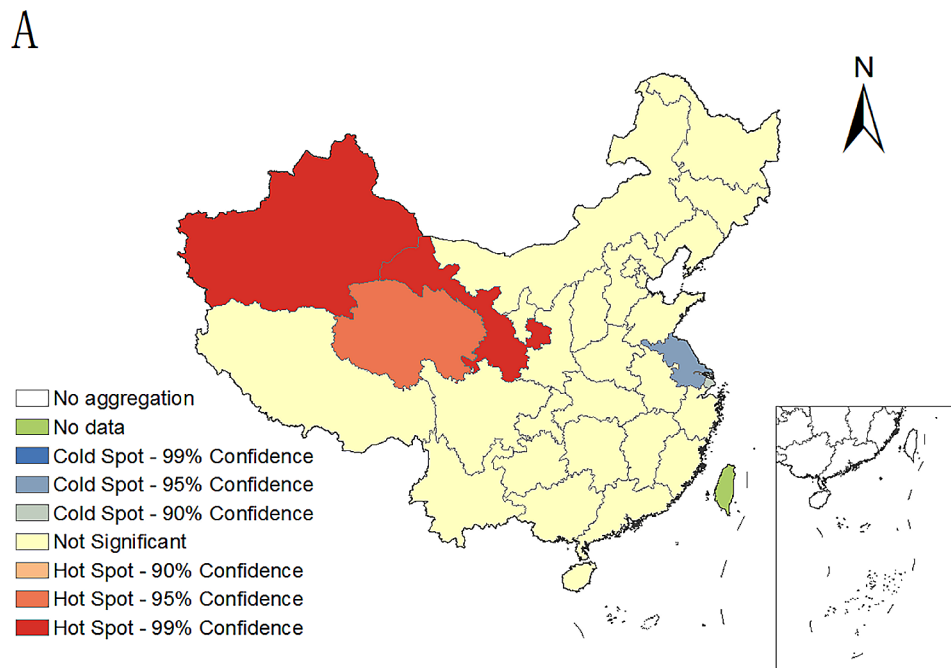 A
N
No aggregation
No data
Cold Spot - 99% Confidence
Cold Spot - 95% Confidence
Cold Spot - 90% Confidence
Not Significant
Hot Spot - 90% Confidence
Hot Spot - 95% Confidence
Hot Spot - 99% Confidence